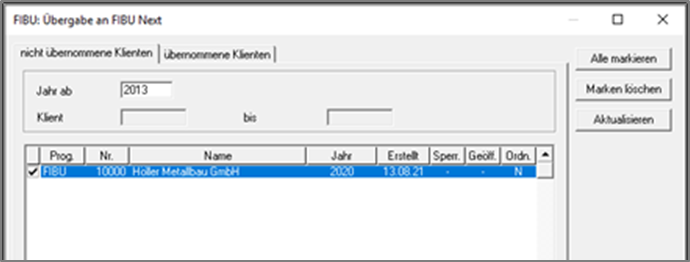 FIBU: Übergabe an FIBU Next
nicht übernommene Klienten übernommene Klienten
Alle markieren
Marken löschen
Aktualisieren
Jahr ab 2013
Klient bis
Prog. Nr. Name Jahr Erstellt Sperr. Geöff. Ordn.
FIBU 10000 Höller Metallbau GmbH 2020 13.08.21 - - N